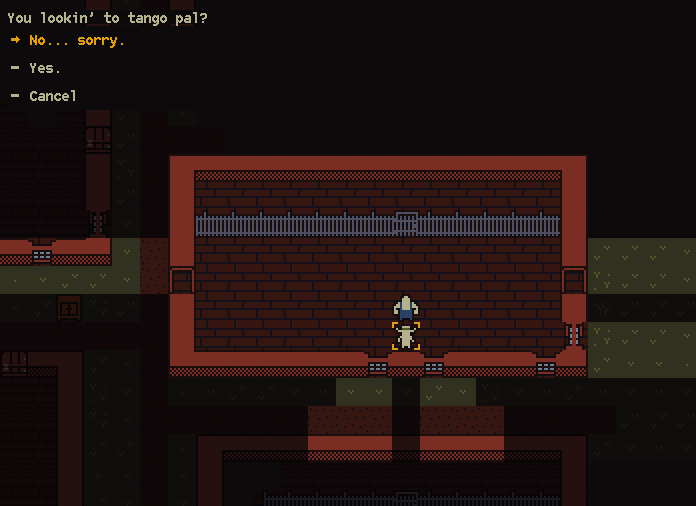 You lookin' to tango pal?
→ No... sorry.
– Yes.
– Cancel